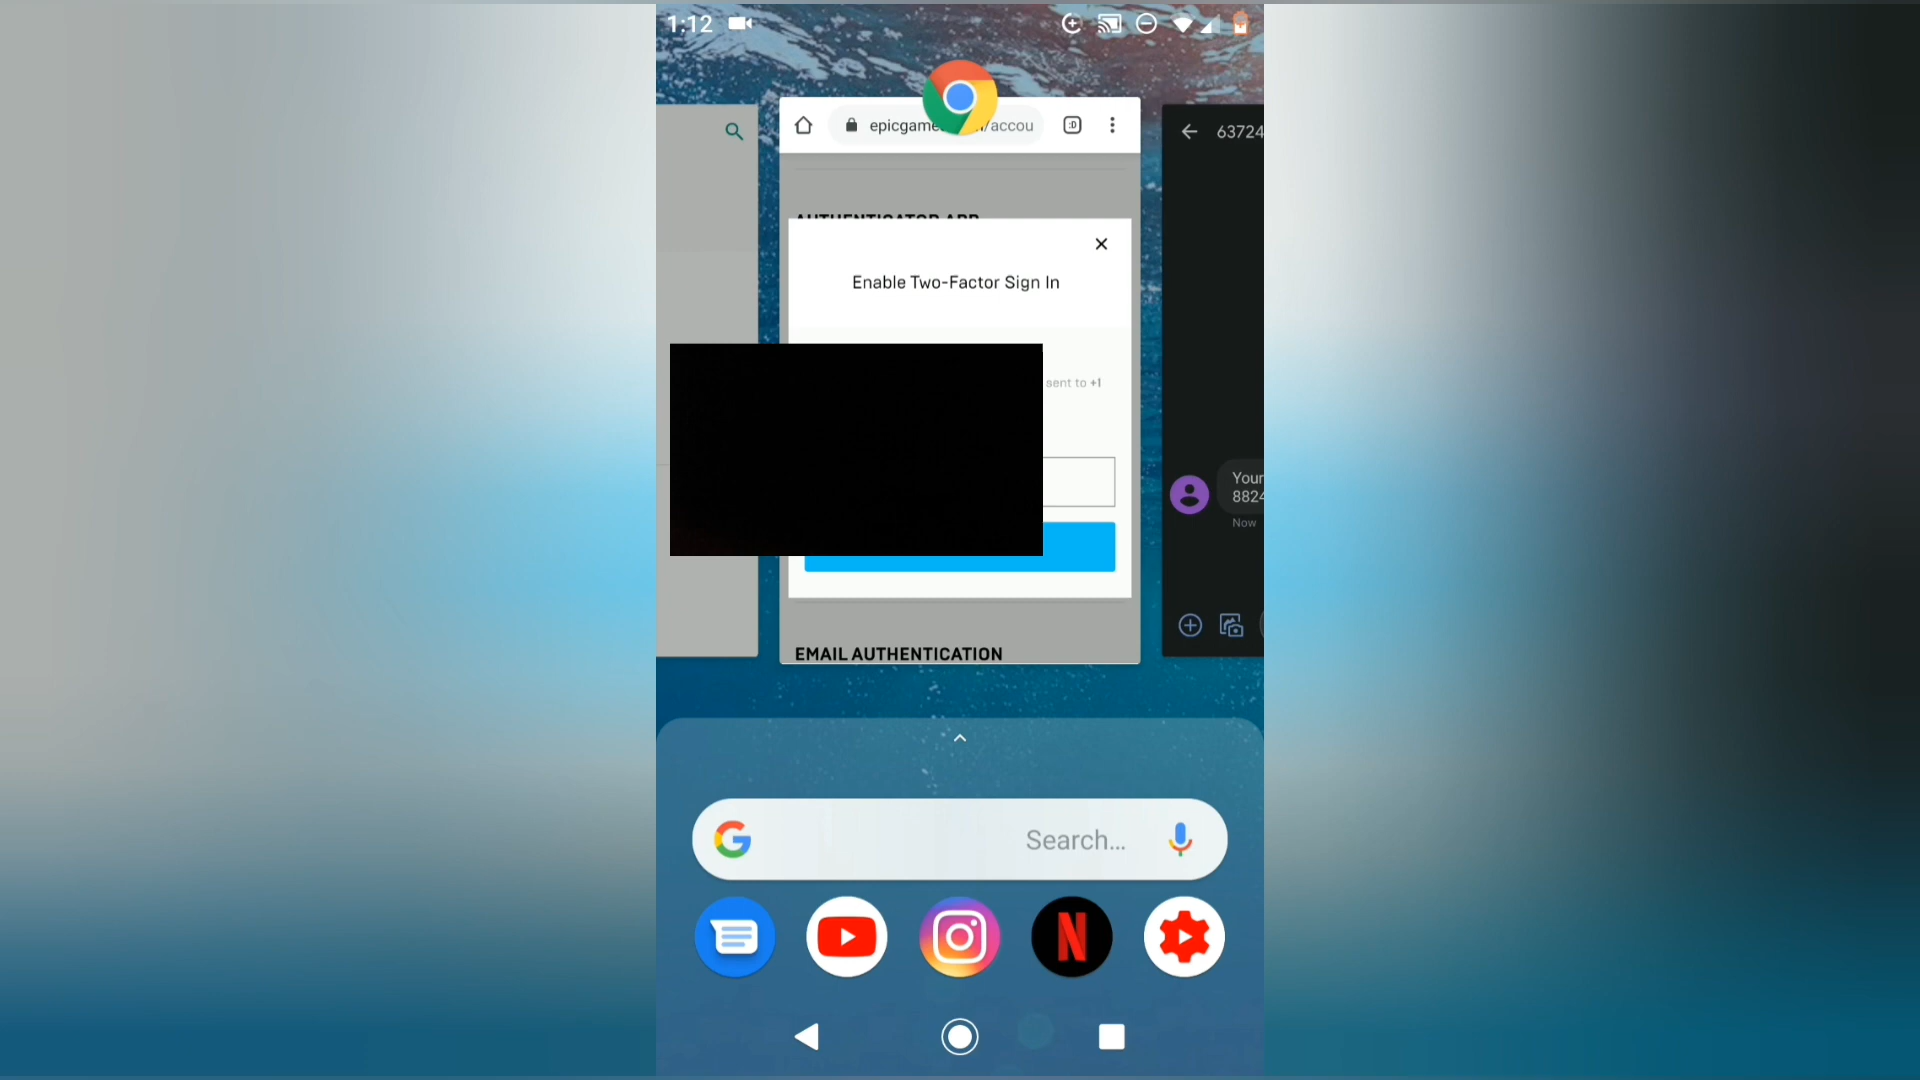 1:12
epicgame /accou
:D
63724
AUTHENTICATOR APP
Enable Two-Factor Sign In
sent to +1
Your
8824
Now
EMAIL AUTHENTICATION
Search...